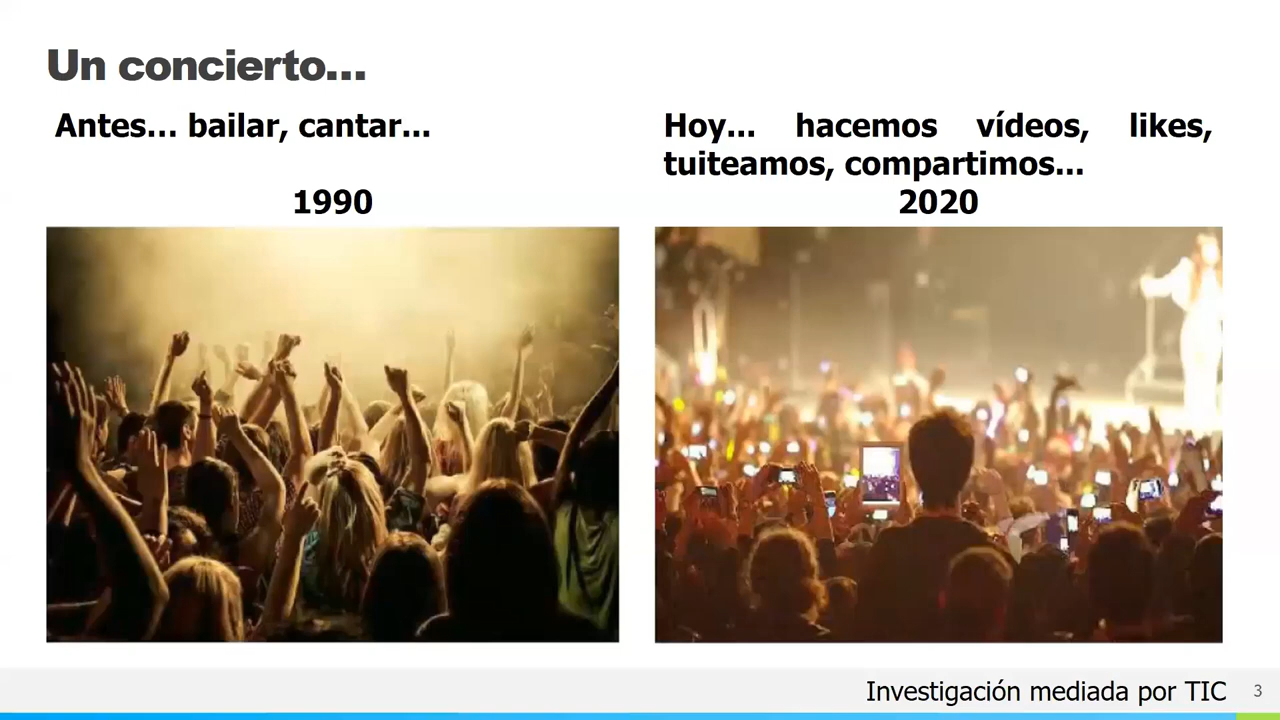 Un concierto...
Antes... bailar, cantar...
1990
Hoy... hacemos vídeos, likes,
tuiteamos, compartimos...
2020
Investigación mediada por TIC
3